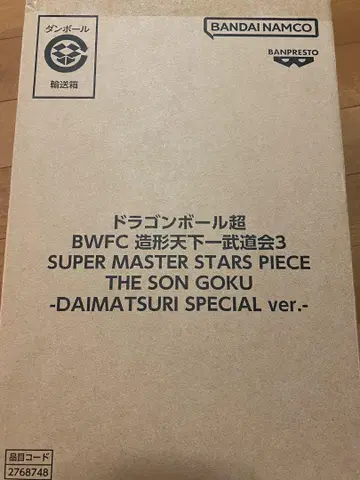 ダンボール
輸送箱
BANDAI NAMCO
BANPRESTO
ドラゴンボール超
BWFC 造形天下一武道会3
SUPER MASTER STARS PIECE
THE SON GOKU
-DAIMATSURI SPECIAL ver.-
品目コード
2768748